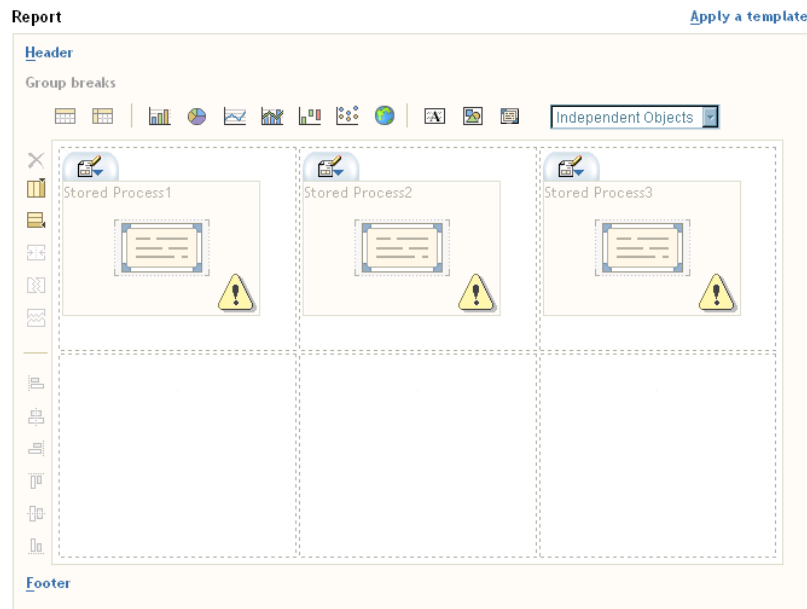 Report
Apply a template
Header
Group breaks
A
Independent Objects
Stored Process1
Stored Process2
Stored Process3
Footer